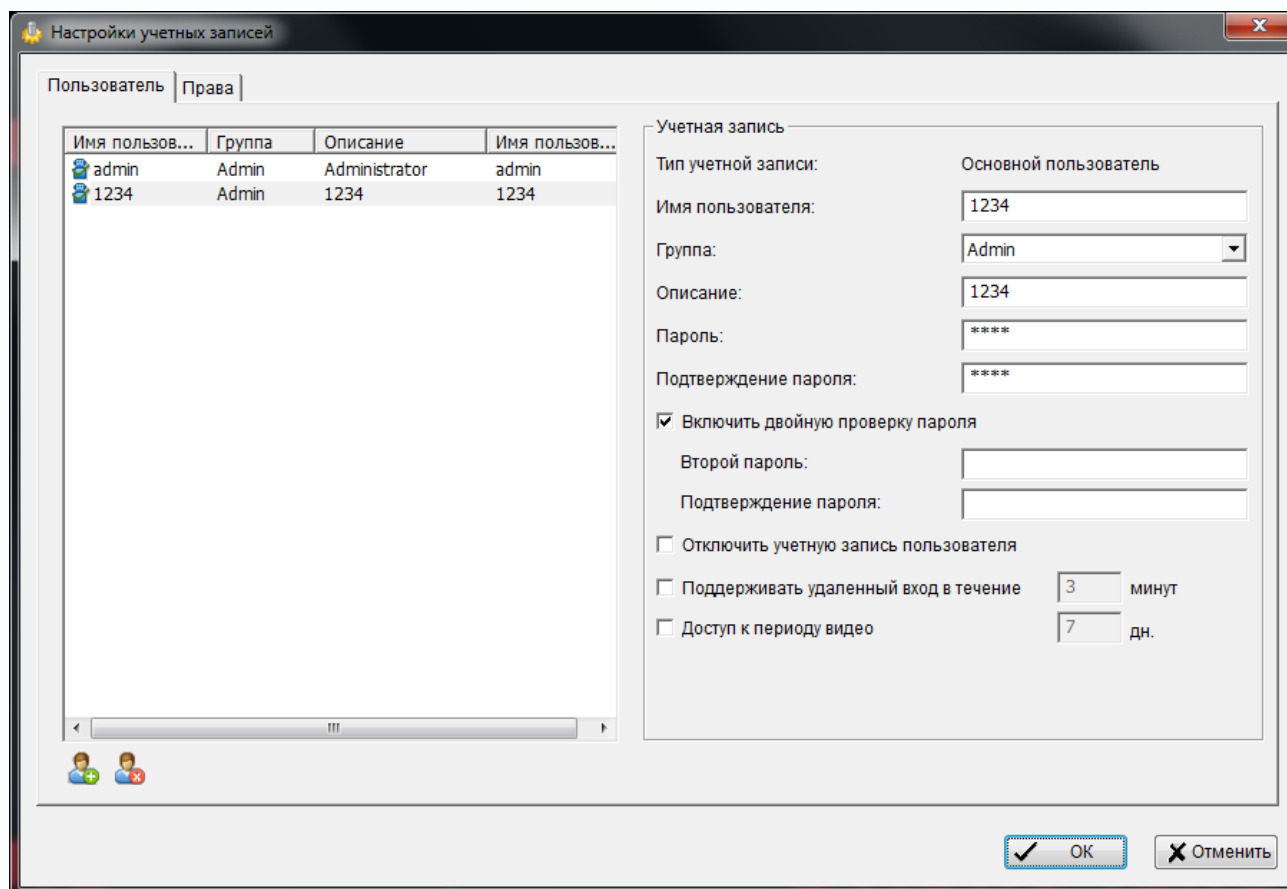 Настройки учетных записей
Пользователь Права
Имя пользов... Группа Описание Имя пользов...
admin Admin Administrator admin
1234 Admin 1234 1234
Учетная запись
Тип учетной записи: Основной пользователь
Имя пользователя: 1234
Группа: Admin
Описание: 1234
Пароль: ****
Подтверждение пароля: ****
Включить двойную проверку пароля
Второй пароль:
Подтверждение пароля:
Отключить учетную запись пользователя
Поддерживать удаленный вход в течение 3 минут
Доступ к периоду видео 7 дн.
OK Отменить